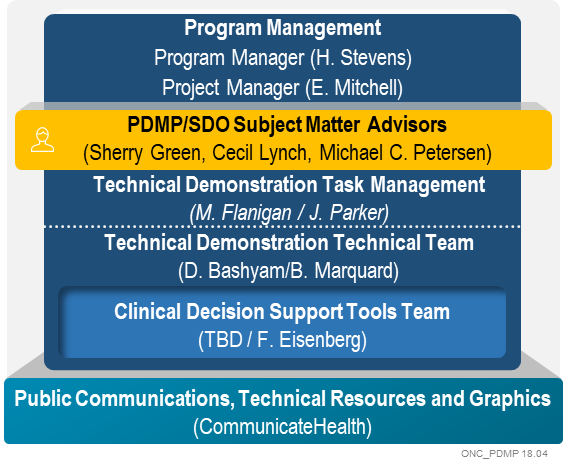 Program Management
Program Manager (H. Stevens)
Project Manager (E. Mitchell)
PDMP/SDO Subject Matter Advisors
(Sherry Green, Cecil Lynch, Michael C. Petersen)
Technical Demonstration Task Management
(M. Flanigan / J. Parker)
Technical Demonstration Technical Team
(D. Bashyam/B. Marquard)
Clinical Decision Support Tools Team
(TBD / F. Eisenberg)
Public Communications, Technical Resources and Graphics
(CommunicateHealth)
ONC_PDMP 18.04